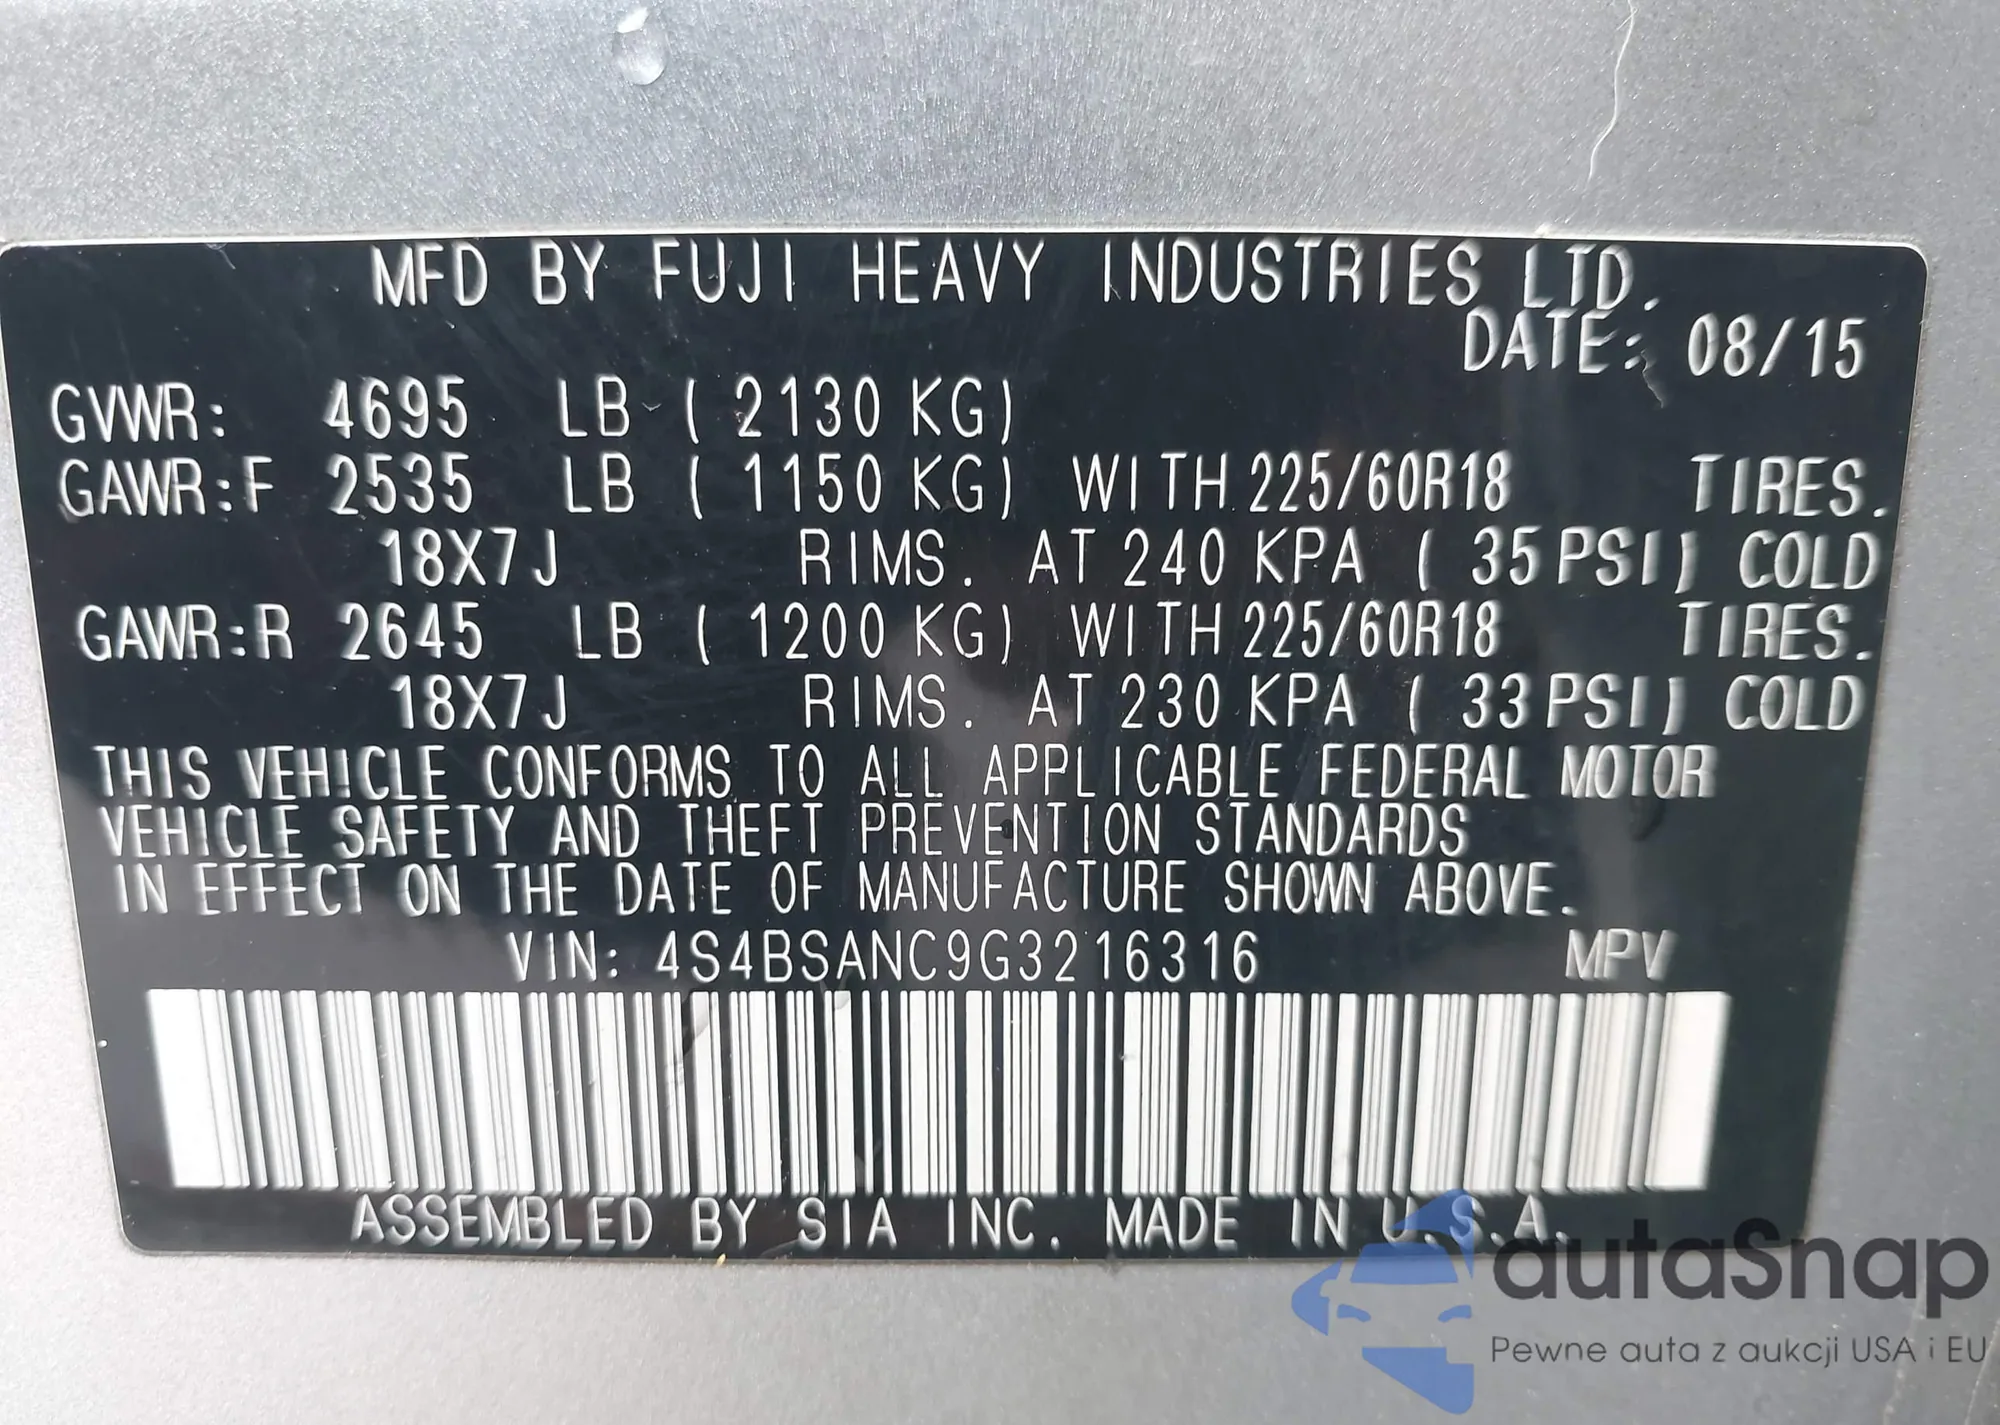 MFD BY FUJI HEAVY INDUSTRIES LTD.
DATE: 08/15
GVWR: 4695 LB ( 2130 KG)
GAWR:F 2535 LB ( 1150 KG) WITH 225/60R18 TIRES.
18X7J RIMS. AT 240 KPA ( 35 PSI) COLD
GAWR:R 2645 LB ( 1200 KG) WITH 225/60R18 TIRES.
18X7J RIMS. AT 230 KPA ( 33 PSI) COLD
THIS VEHICLE CONFORMS TO ALL APPLICABLE FEDERAL MOTOR
VEHICLE SAFETY AND THEFT PREVENTION STANDARDS
IN EFFECT ON THE DATE OF MANUFACTURE SHOWN ABOVE.
VIN: 4S4BSANC9G3216316 MPV
ASSEMBLED BY SIA INC. MADE IN U.S.A.
autaSnap
Pewne auta z aukcji USA i EU